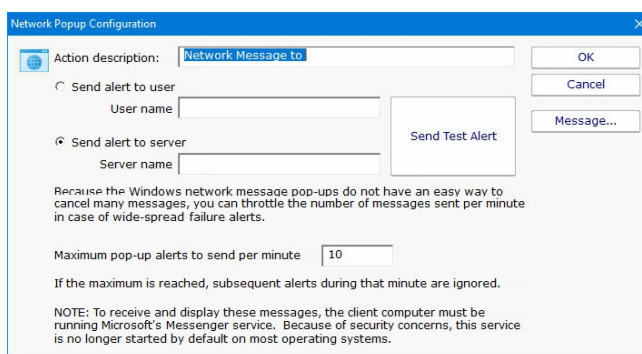 Network Popup Configuration
Action description: Network Message to
OK
Send alert to user
Cancel
User name
Message...
Send Test Alert
Send alert to server
Server name
Because the Windows network message pop-ups do not have an easy way to
cancel many messages, you can throttle the number of messages sent per minute
in case of wide-spread failure alerts.
Maximum pop-up alerts to send per minute 10
If the maximum is reached, subsequent alerts during that minute are ignored.
NOTE: To receive and display these messages, the client computer must be
running Microsoft's Messenger service. Because of security concerns, this service
is no longer started by default on most operating systems.